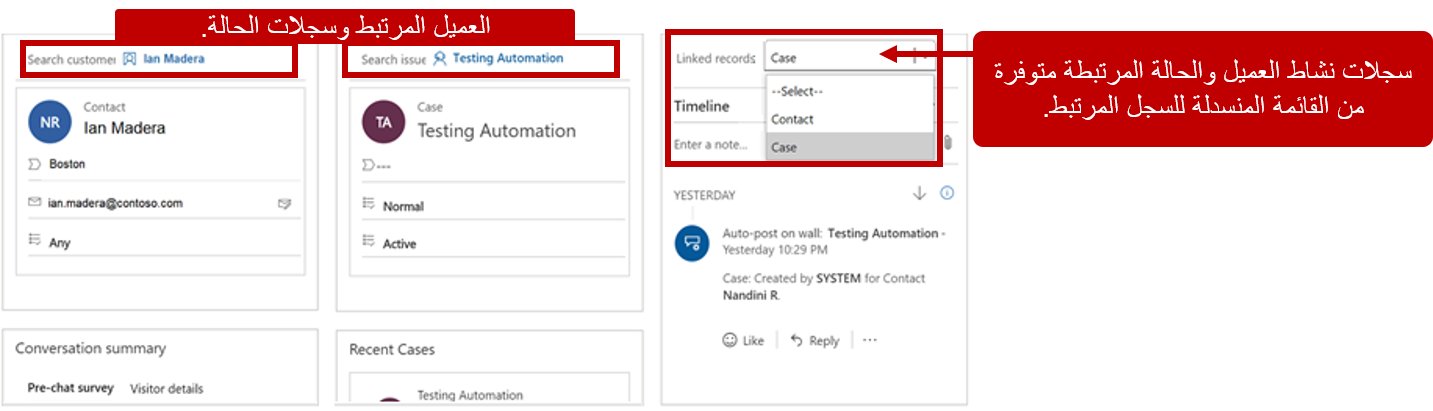 العميل المرتبط وسجلات الحالة.
Search customer Ian Madera
NR
Contact
Ian Madera
Boston
ian.madera@contoso.com
Any
Conversation summary
Pre-chat survey Visitor details
Search issue Testing Automation
TA
Case
Testing Automation
---
Normal
Active
Recent Cases
Testing Automation
Linked records Case
--Select--
Contact
Case
Timeline
Enter a note...
YESTERDAY
Auto-post on wall: Testing Automation -
Yesterday 10:29 PM
Case: Created by SYSTEM for Contact
Nandini R.
Like Reply ...
سجلات نشاط العميل والحالة المرتبطة متوفرة
من القائمة المنسدلة للسجل المرتبط.